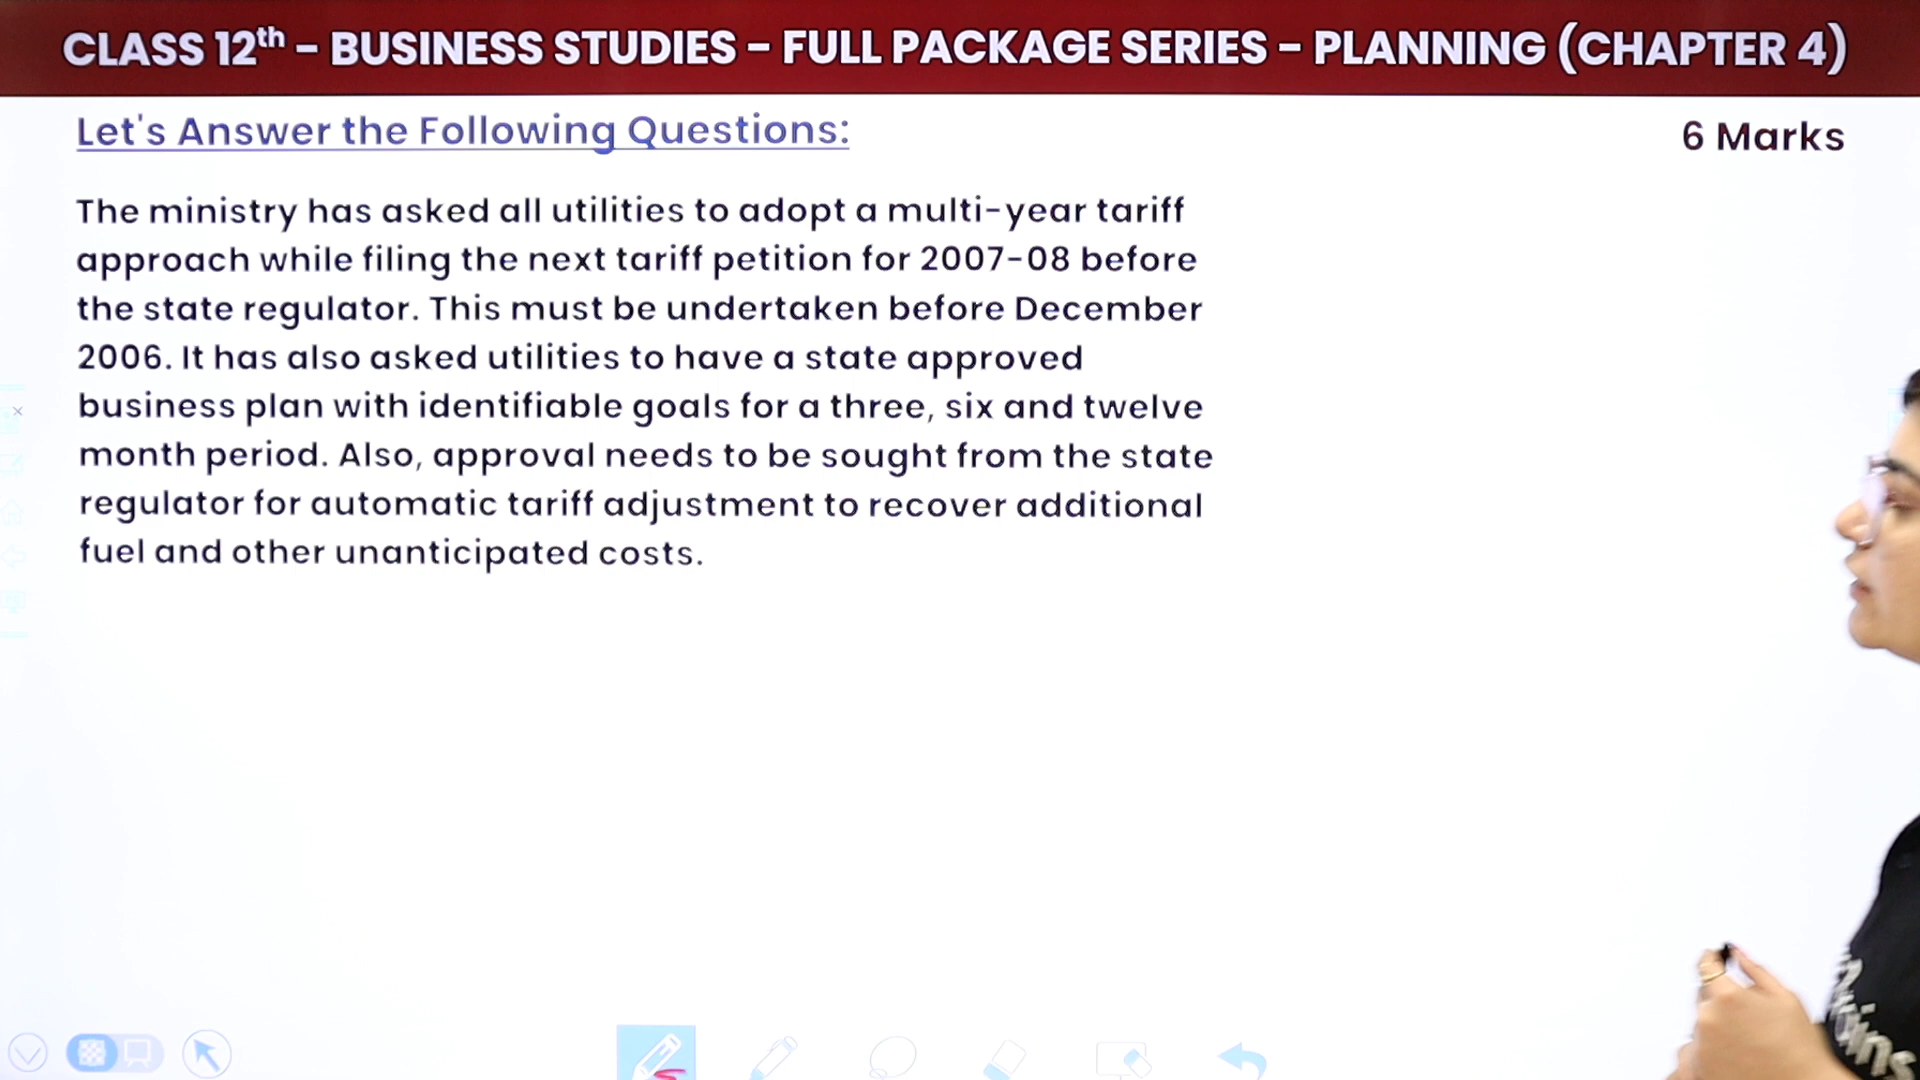 CLASS 12th – BUSINESS STUDIES – FULL PACKAGE SERIES – PLANNING (CHAPTER 4)
Let's Answer the Following Questions:
6 Marks
The ministry has asked all utilities to adopt a multi-year tariff
approach while filing the next tariff petition for 2007-08 before
the state regulator. This must be undertaken before December
2006. It has also asked utilities to have a state approved
business plan with identifiable goals for a three, six and twelve
month period. Also, approval needs to be sought from the state
regulator for automatic tariff adjustment to recover additional
fuel and other unanticipated costs.